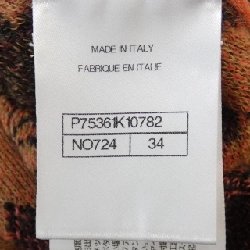 MADE IN ITALY
FABRIQUE EN ITALIE
P75361K10782
NO724 34